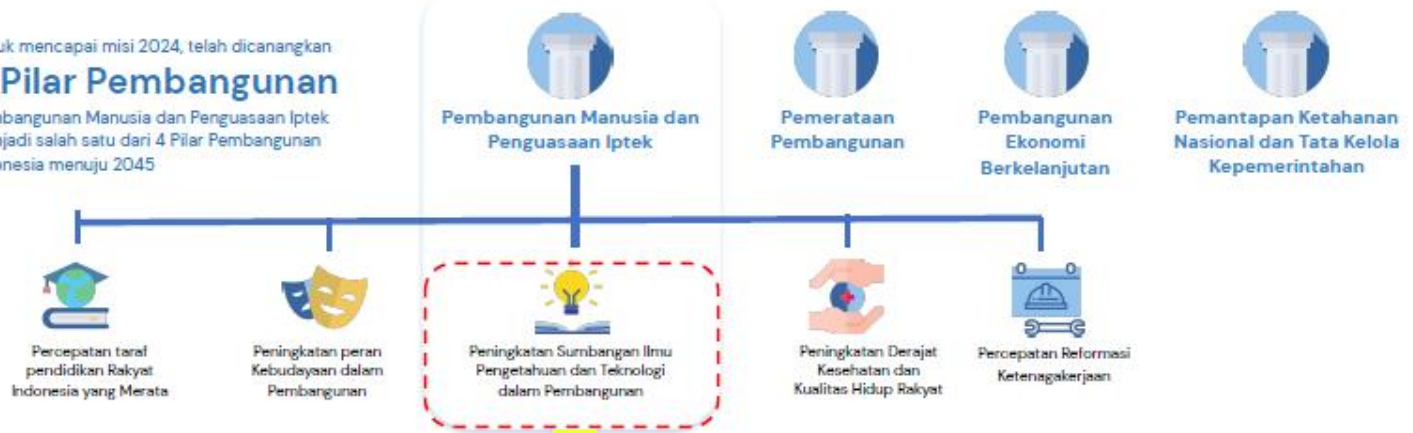 uk mencapai misi 2024, telah dicanangkan
Pilar Pembangunan
bangunan Manusia dan Penguasaan Iptek
jadi salah satu dari 4 Pilar Pembangunan
onesia menuju 2045
Pembangunan Manusia dan
Penguasaan Iptek
Pemerataan
Pembangunan
Pembangunan
Ekonomi
Berkelanjutan
Pemantapan Ketahanan
Nasional dan Tata Kelola
Kepemerintahan
Percepatan taraf
pendidikan Rakyat
Indonesia yang Merata
Peningkatan peran
Kebudayaan dalam
Pembangunan
Peningkatan Sumbangan Ilmu
Pengetahuan dan Teknologi
dalam Pembangunan
Peningkatan Derajat
Kesehatan dan
Kualitas Hidup Rakyat
Percepatan Reformasi
Ketenagakerjaan